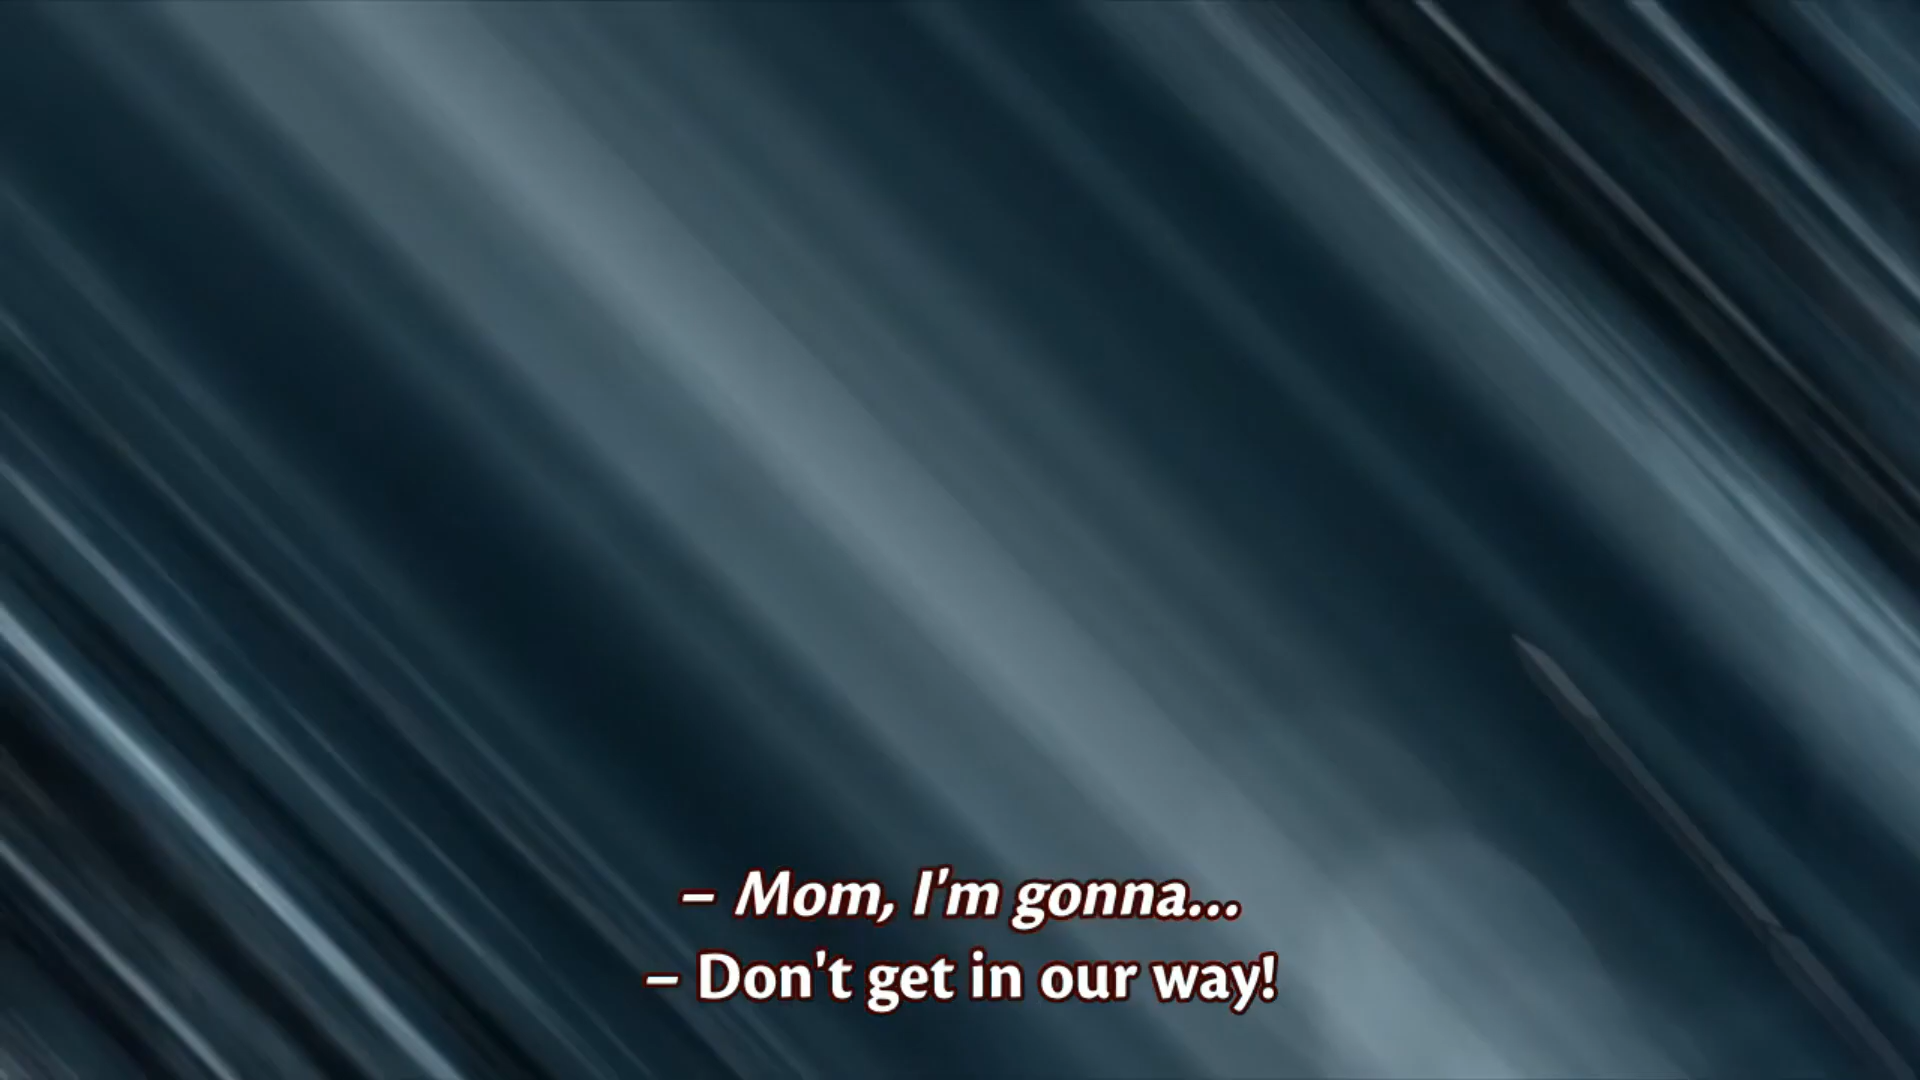 – Mom, I'm gonna...
– Don't get in our way!